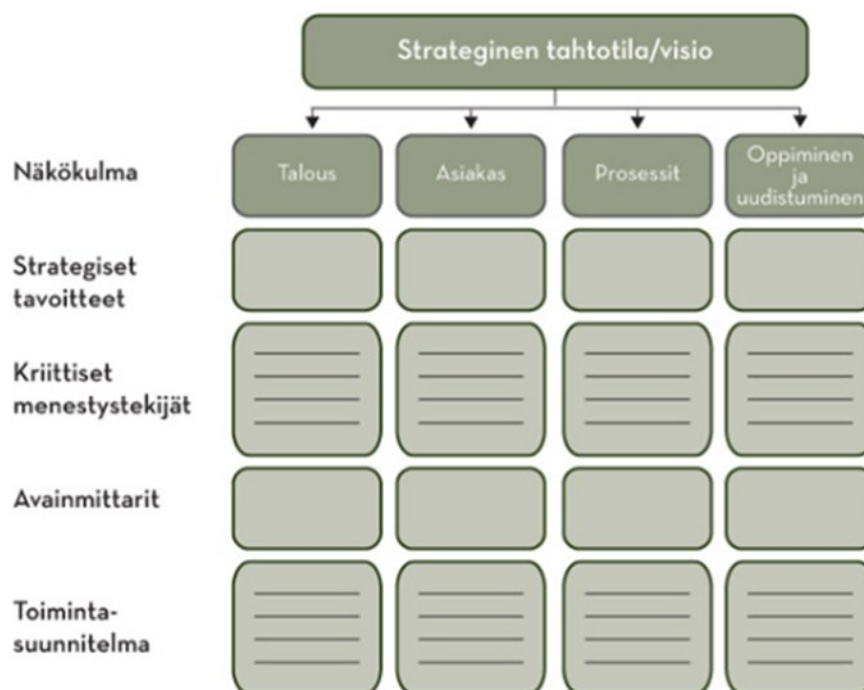 Strateginen tahtotila/visio
Näkökulma
Talous
Asiakas
Prosessit
Oppiminen
ja
uudistuminen
Strategiset
tavoitteet
Kriittiset
menestystekijät
Avainmittarit
Toiminta-
suunnitelma